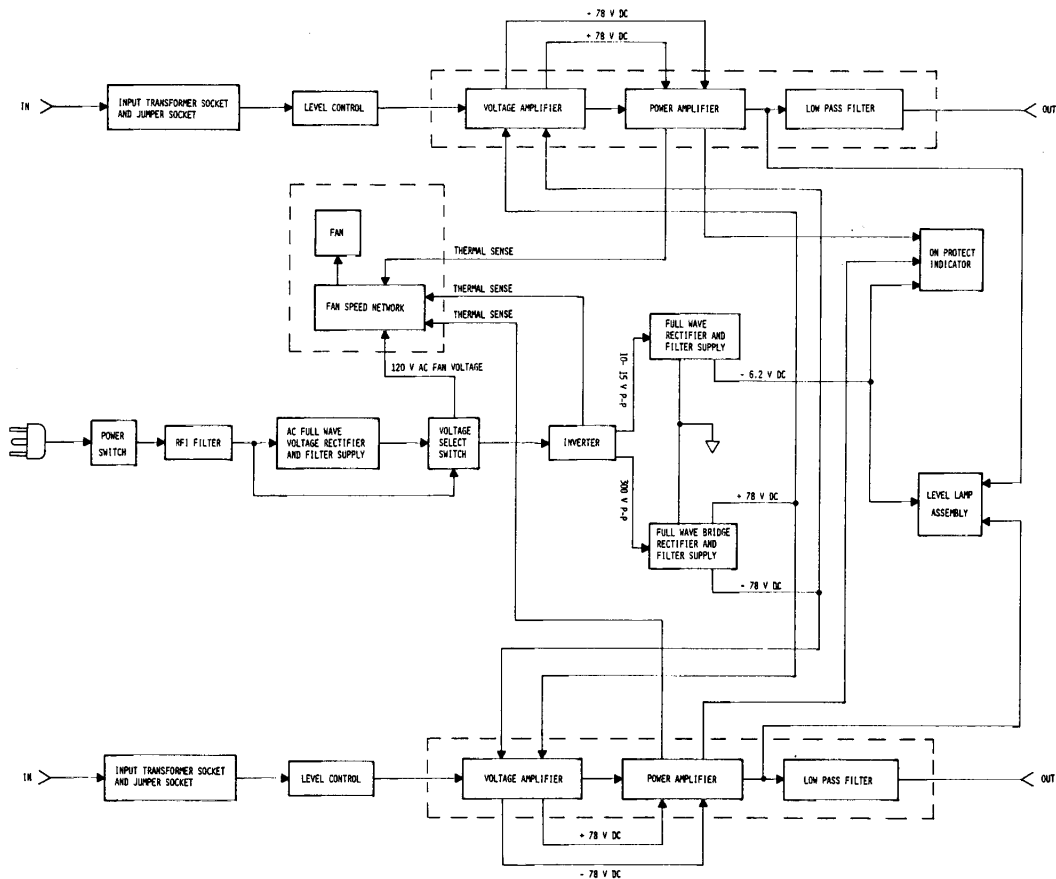 + 78 V DC
+ 78 V DC
IN
INPUT TRANSFORMER SOCKET
AND JUMPER SOCKET
LEVEL CONTROL
VOLTAGE AMPLIFIER
POWER AMPLIFIER
LOW PASS FILTER
OUT
FAN
FAN SPEED NETWORK
THERMAL SENSE
THERMAL SENSE
THERMAL SENSE
ON PROTECT
INDICATOR
120 V AC FAN VOLTAGE
FULL WAVE
RECTIFIER AND
FILTER SUPPLY
10- 15 V P-P
- 6.2 V DC
POWER
SWITCH
RFI FILTER
AC FULL WAVE
VOLTAGE RECTIFIER
AND FILTER SUPPLY
VOLTAGE
SELECT
SWITCH
INVERTER
300 V P-P
+ 78 V DC
FULL WAVE BRIDGE
RECTIFIER AND
FILTER SUPPLY
- 78 V DC
LEVEL LAMP
ASSEMBLY
IN
INPUT TRANSFORMER SOCKET
AND JUMPER SOCKET
LEVEL CONTROL
VOLTAGE AMPLIFIER
POWER AMPLIFIER
LOW PASS FILTER
OUT
+ 78 V DC
- 78 V DC